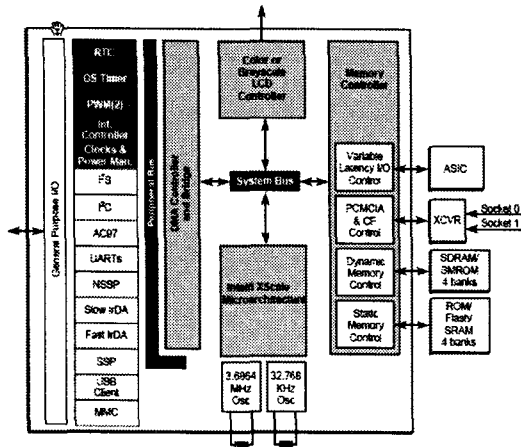 General Purpose I/O
RTC
OS Timer
PWM(2)
Int. Controller
Clocks & Power Man.
I²S
I²C
AC97
UARTs
NSSP
Slow IrDA
Fast IrDA
SSP
USB Client
MMC
Peripheral Bus
DMA Controller and Bridge
Color or
Grayscale
LCD
Controller
System Bus
Intel XScale
Microarchitecture
3.6864
MHz
Osc
32.768
KHz
Osc
Memory
Controller
Variable
Latency I/O
Control
PCMCIA
& CF
Control
Dynamic
Memory
Control
Static
Memory
Control
ASIC
XCVR
Socket 0
Socket 1
SDRAM/
SMROM
4 banks
ROM/
Flash/
SRAM
4 banks